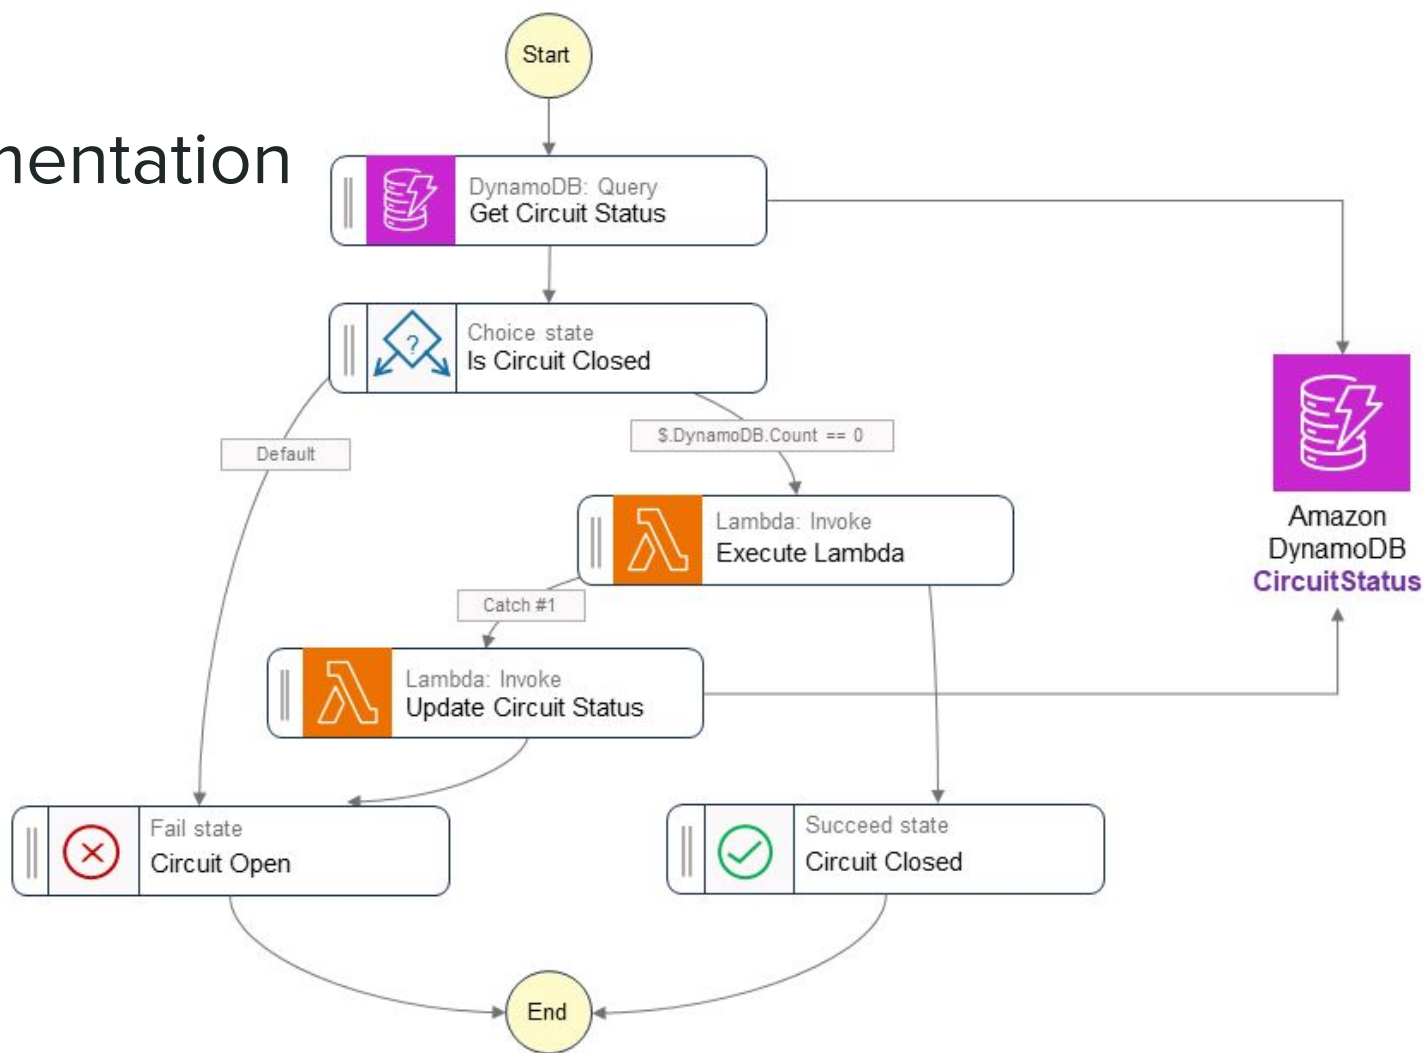 Start
mentation
DynamoDB: Query
Get Circuit Status
Choice state
Is Circuit Closed
Default
$.DynamoDB.Count == 0
Lambda: Invoke
Execute Lambda
Amazon
DynamoDB
CircuitStatus
Catch #1
Lambda: Invoke
Update Circuit Status
Fail state
Circuit Open
Succeed state
Circuit Closed
End